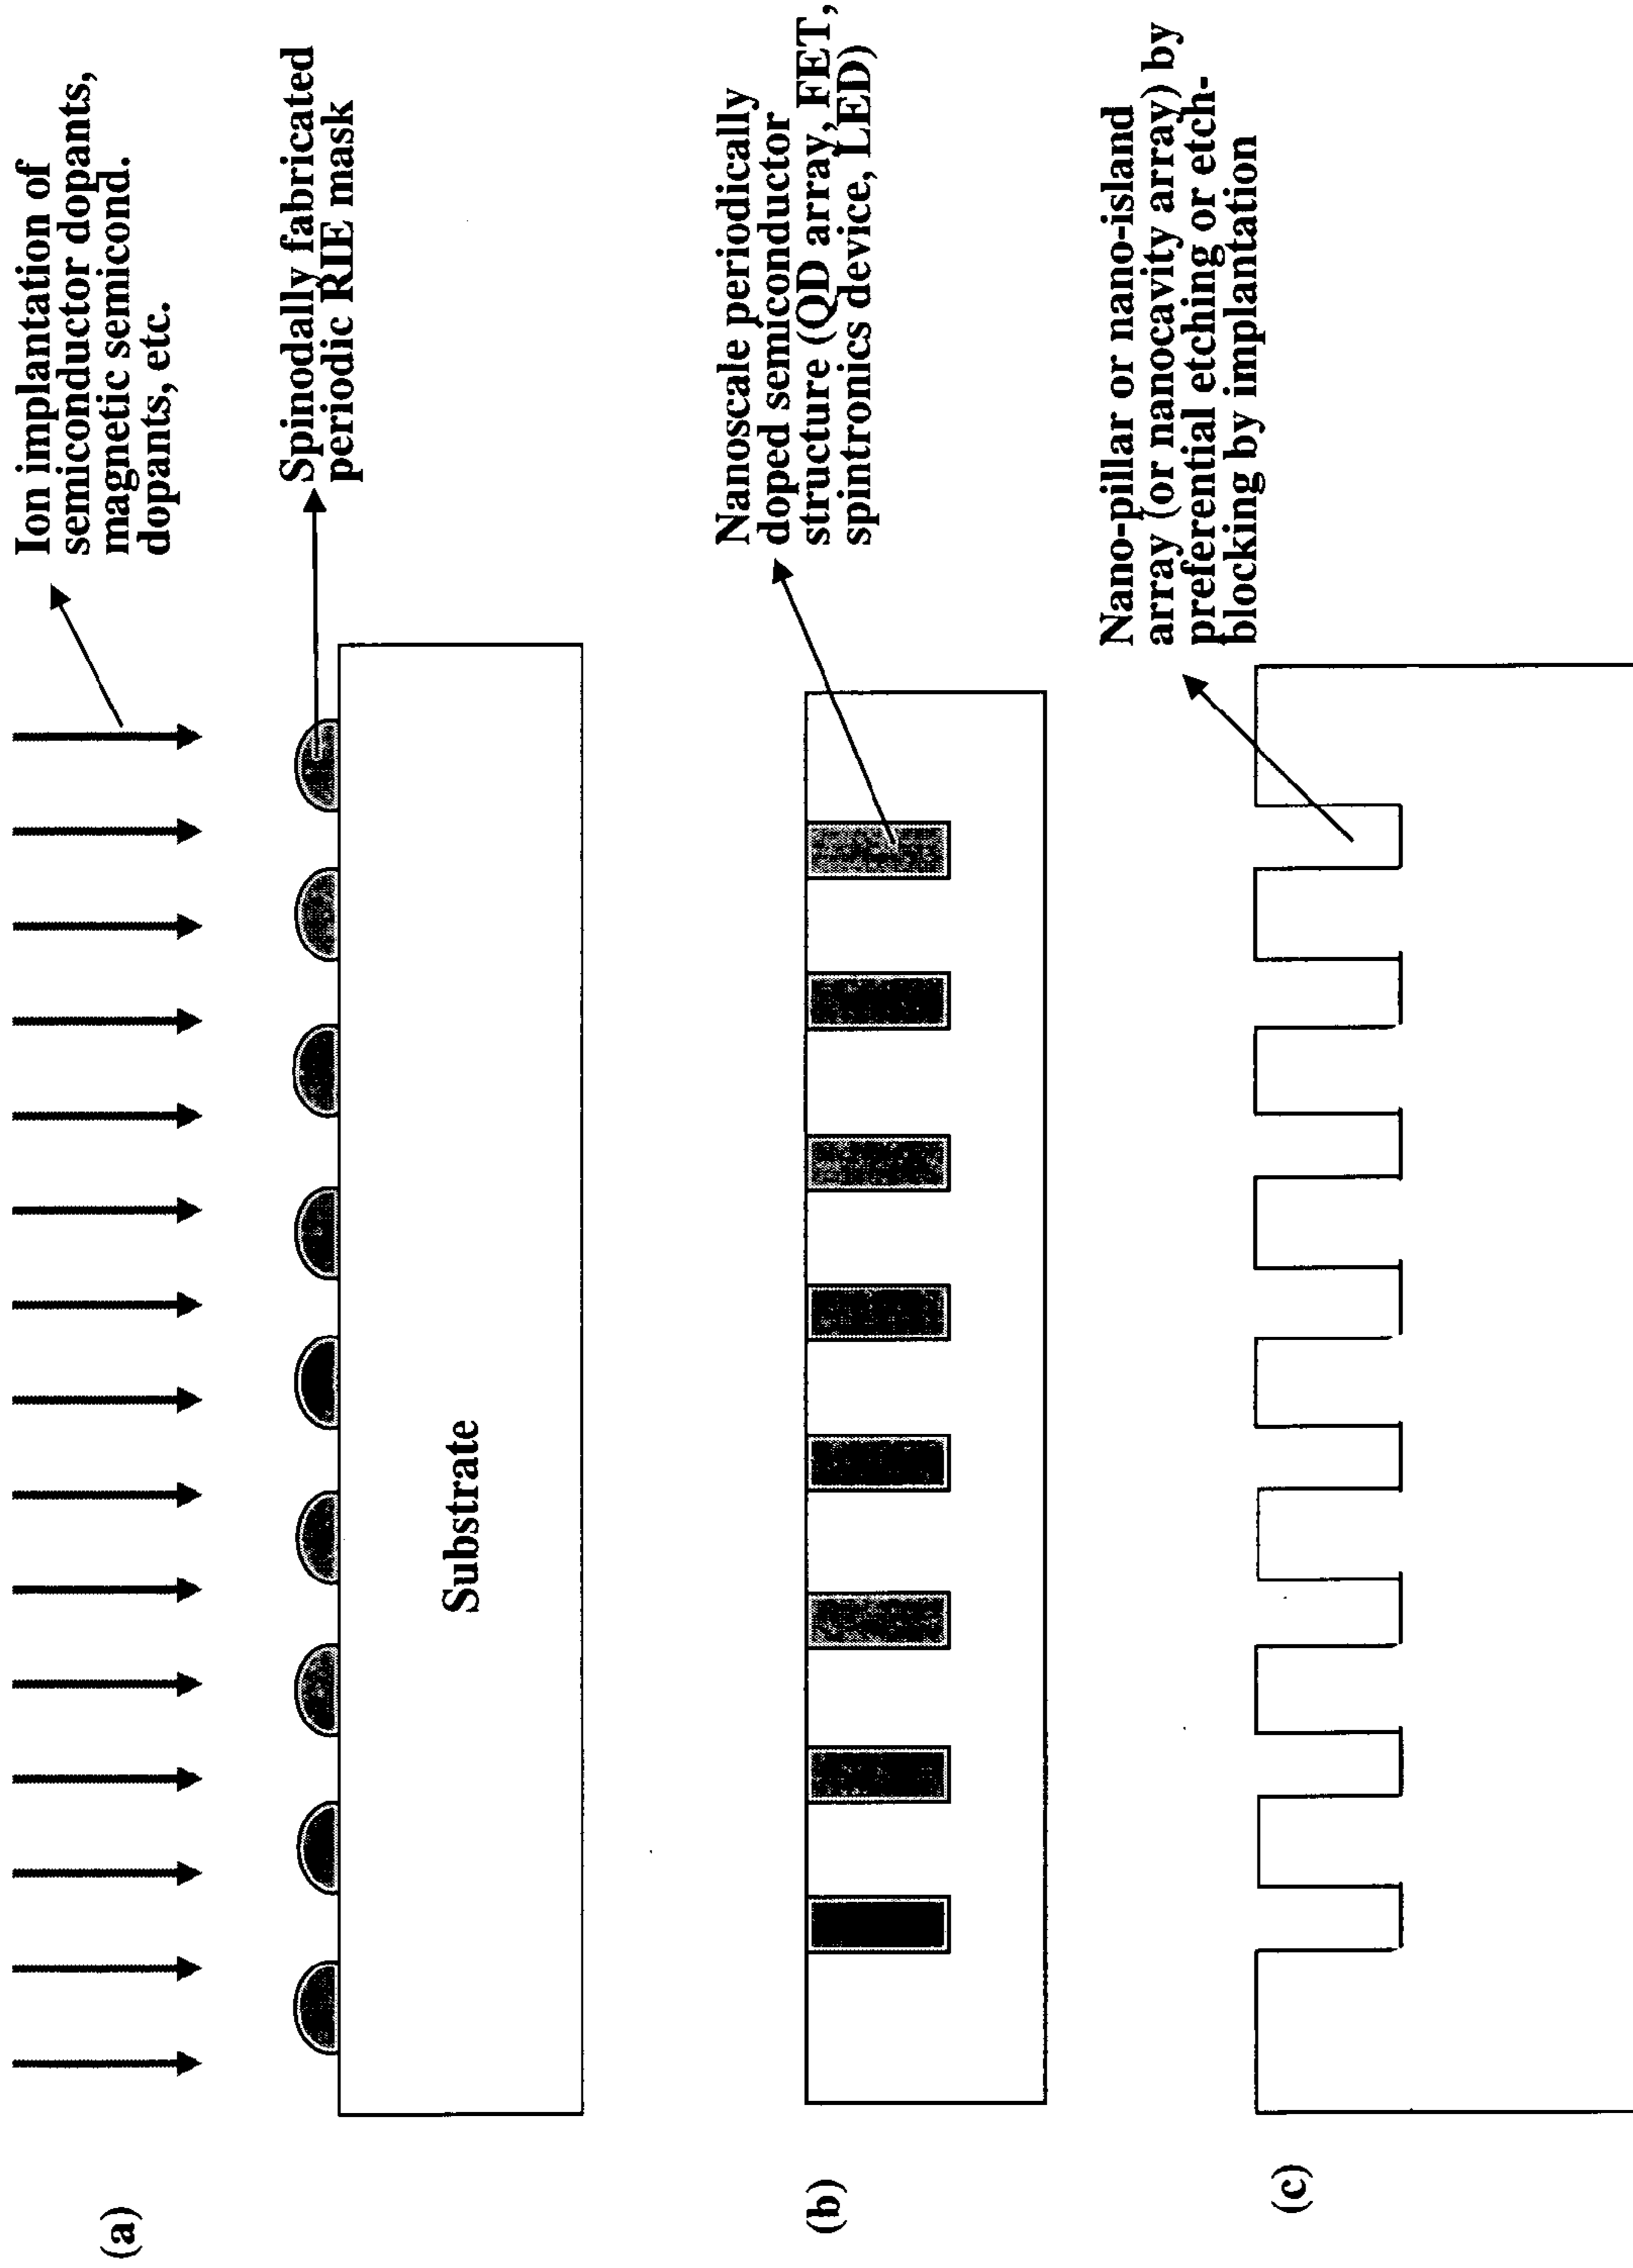 (a)
Ion implantation of
semiconductor dopants,
magnetic semicond.
dopants, etc.
Spinodally fabricated
periodic RIE mask
Substrate
(b)
Nanoscale periodically
doped semiconductor
structure (QD array, FET,
spintronics device, LED)
(c)
Nano-pillar or nano-island
array (or nanocavity array) by
preferential etching or etch-
blocking by implantation